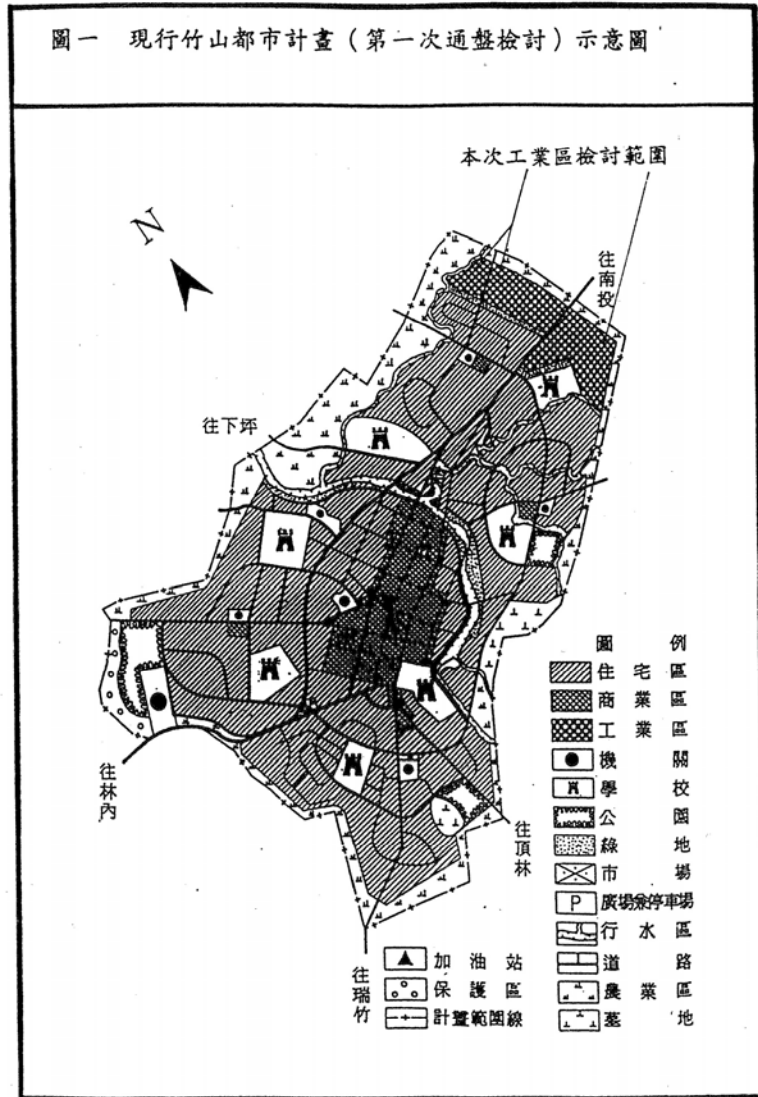 圖一　現行竹山都市計畫（第一次通盤檢討）示意圖
本次工業區檢討範圍
N
往南投
往下坪
往林內
往頂林
往瑞竹
圖例
住宅區
商業區
工業區
機關
學校
公園
綠地
市場
P 廣場兼停車場
行水區
道路
農業區
墓地
加油站
保護區
計畫範圍線